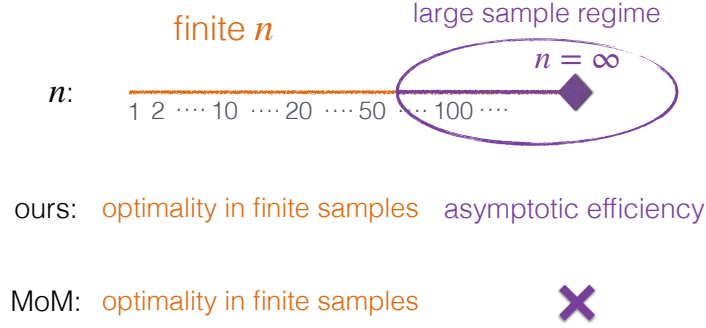 large sample regime
finite n
n = ∞
n:
1 2 ···· 10 ···· 20 ···· 50 ···· 100 ····
ours: optimality in finite samples asymptotic efficiency
MoM: optimality in finite samples